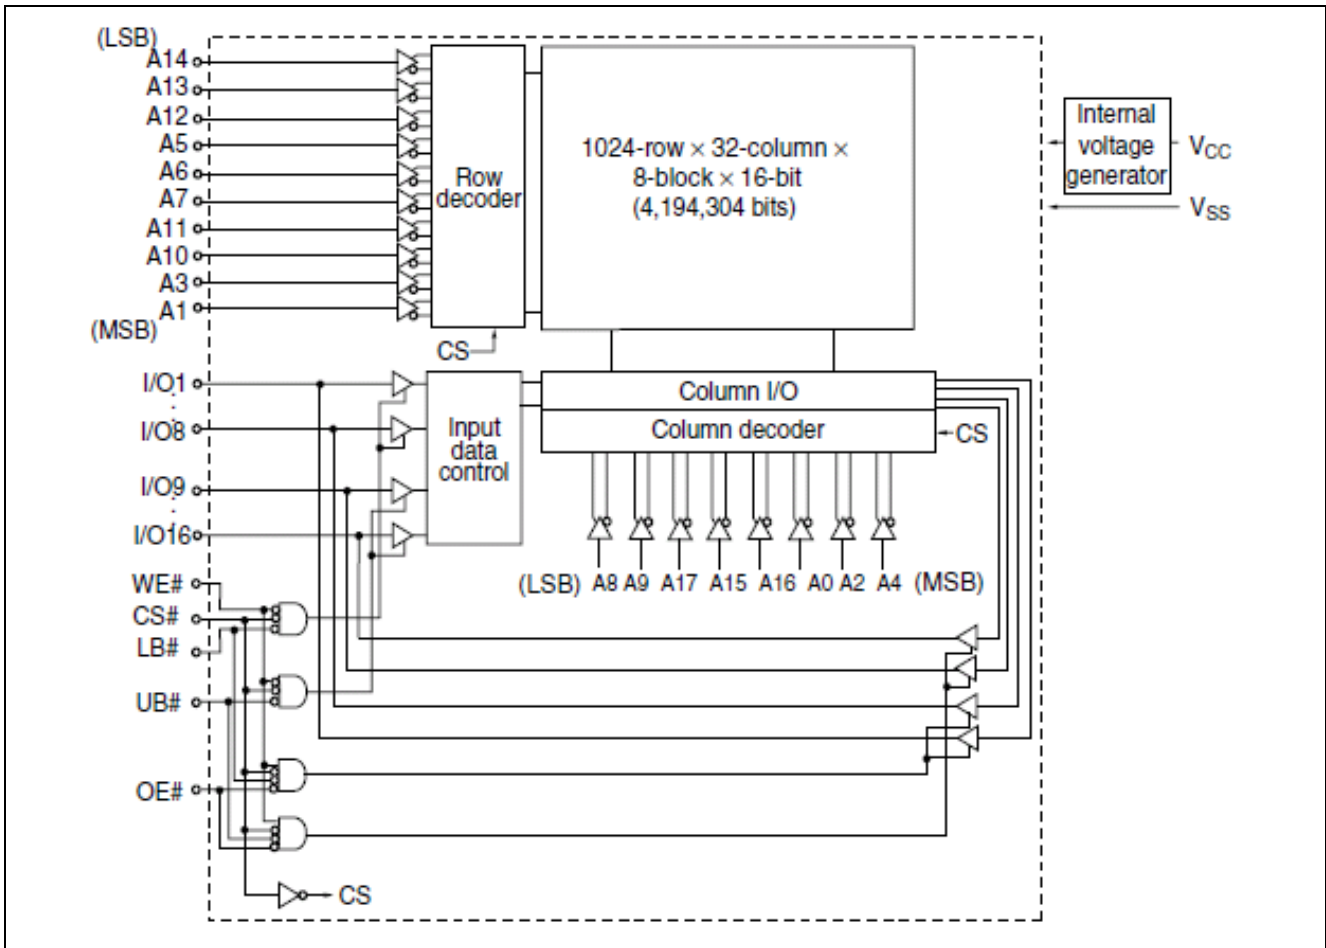 (LSB)
A14
A13
A12
A5
A6
A7
A11
A10
A3
A1
(MSB)
Row
decoder
CS
1024-row × 32-column ×
8-block × 16-bit
(4,194,304 bits)
Internal
voltage
generator
VCC
VSS
I/O1
I/O8
I/O9
I/O16
Input
data
control
Column I/O
Column decoder
CS
(LSB) A8 A9 A17 A15 A16 A0 A2 A4 (MSB)
WE#
CS#
LB#
UB#
OE#
CS